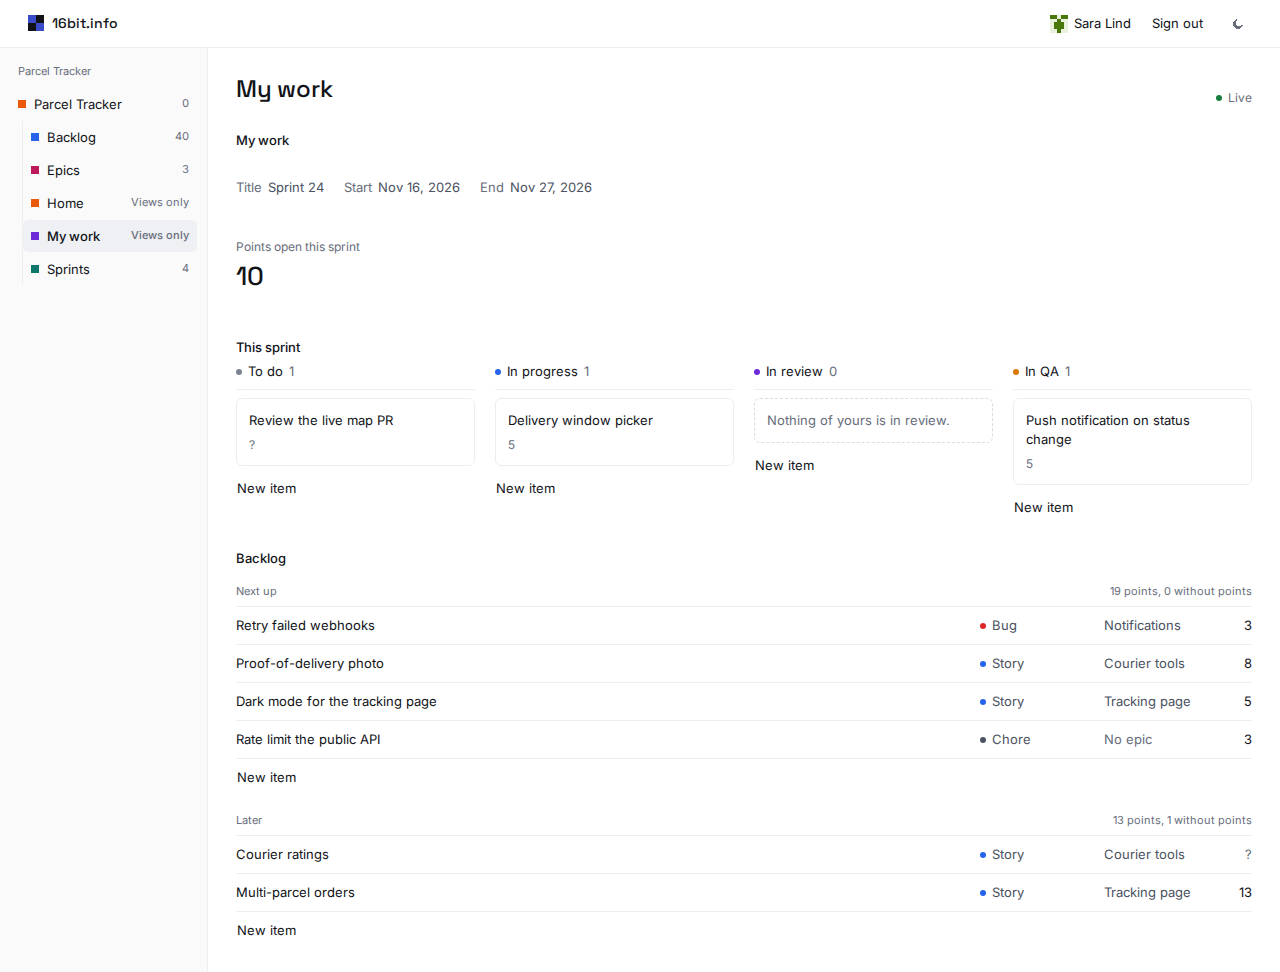 16bit.info
Sara Lind
Sign out
Parcel Tracker
Parcel Tracker 0
Backlog 40
Epics 3
Home Views only
My work Views only
Sprints 4
My work
Live
My work
Title Sprint 24 Start Nov 16, 2026 End Nov 27, 2026
Points open this sprint
10
This sprint
To do 1
Review the live map PR
?
New item
In progress 1
Delivery window picker
5
New item
In review 0
Nothing of yours is in review.
New item
In QA 1
Push notification on status
change
5
New item
Backlog
Next up 19 points, 0 without points
Retry failed webhooks Bug Notifications 3
Proof-of-delivery photo Story Courier tools 8
Dark mode for the tracking page Story Tracking page 5
Rate limit the public API Chore No epic 3
New item
Later 13 points, 1 without points
Courier ratings Story Courier tools ?
Multi-parcel orders Story Tracking page 13
New item